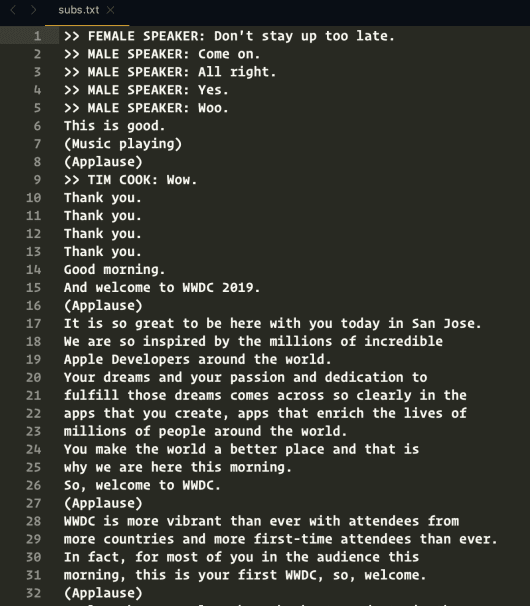 subs.txt
1 >> FEMALE SPEAKER: Don't stay up too late.
2 >> MALE SPEAKER: Come on.
3 >> MALE SPEAKER: All right.
4 >> MALE SPEAKER: Yes.
5 >> MALE SPEAKER: Woo.
6 This is good.
7 (Music playing)
8 (Applause)
9 >> TIM COOK: Wow.
10 Thank you.
11 Thank you.
12 Thank you.
13 Thank you.
14 Good morning.
15 And welcome to WWDC 2019.
16 (Applause)
17 It is so great to be here with you today in San Jose.
18 We are so inspired by the millions of incredible
19 Apple Developers around the world.
20 Your dreams and your passion and dedication to
21 fulfill those dreams comes across so clearly in the
22 apps that you create, apps that enrich the lives of
23 millions of people around the world.
24 You make the world a better place and that is
25 why we are here this morning.
26 So, welcome to WWDC.
27 (Applause)
28 WWDC is more vibrant than ever with attendees from
29 more countries and more first-time attendees than ever.
30 In fact, for most of you in the audience this
31 morning, this is your first WWDC, so, welcome.
32 (Applause)